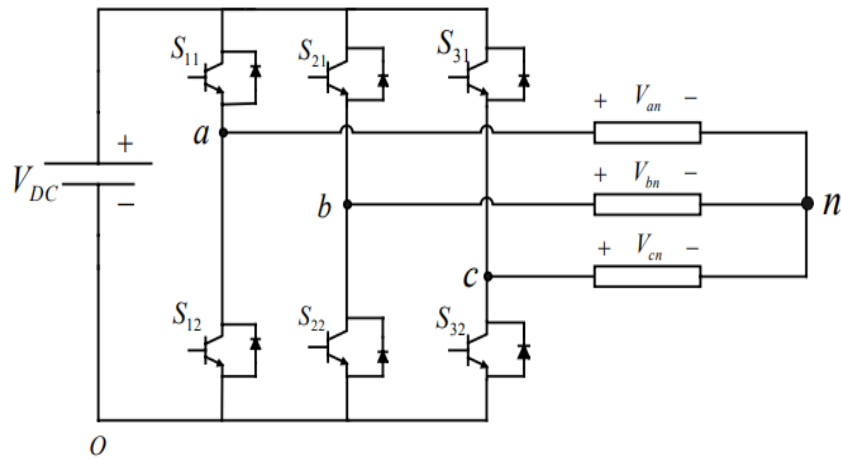 S11
S21
S31
+ Van −
a
+
VDC
−
+ Vbn −
b
n
+ Vcn −
c
S12
S22
S32
o